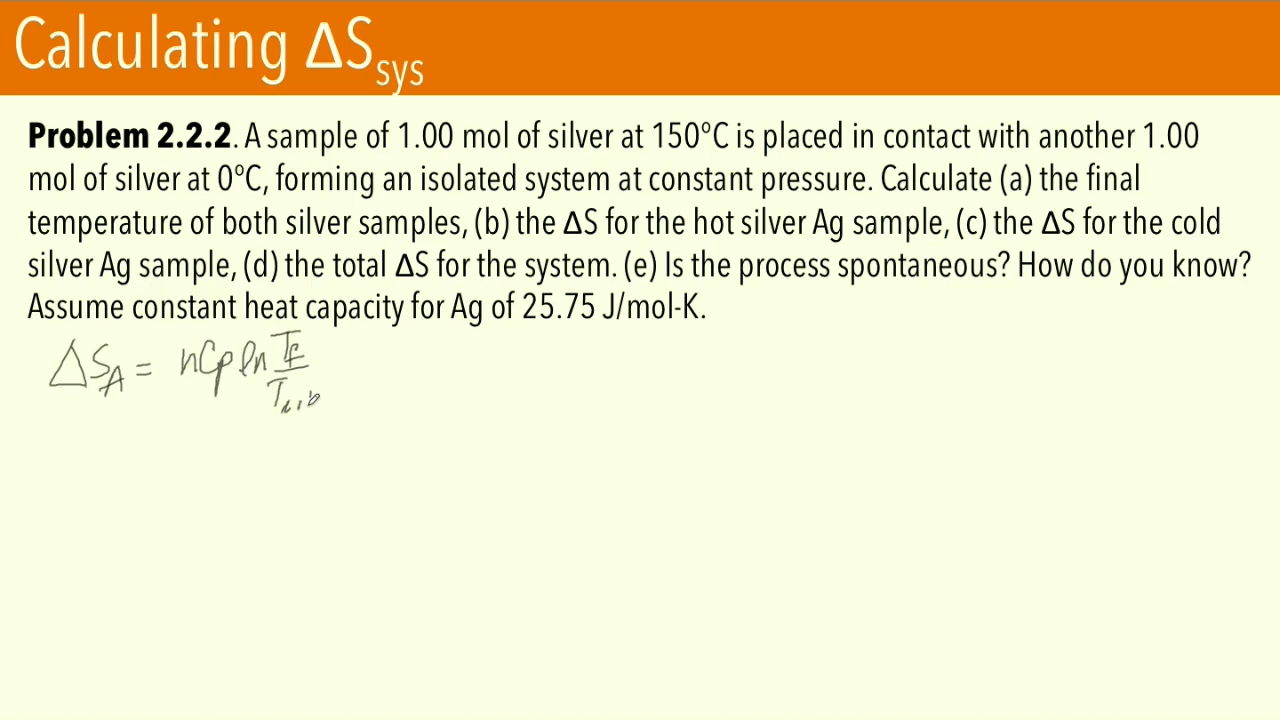 Calculating ΔSsys
Problem 2.2.2. A sample of 1.00 mol of silver at 150ºC is placed in contact with another 1.00
mol of silver at 0ºC, forming an isolated system at constant pressure. Calculate (a) the final
temperature of both silver samples, (b) the ΔS for the hot silver Ag sample, (c) the ΔS for the cold
silver Ag sample, (d) the total ΔS for the system. (e) Is the process spontaneous? How do you know?
Assume constant heat capacity for Ag of 25.75 J/mol-K.
ΔS_A = nCp ln Tf